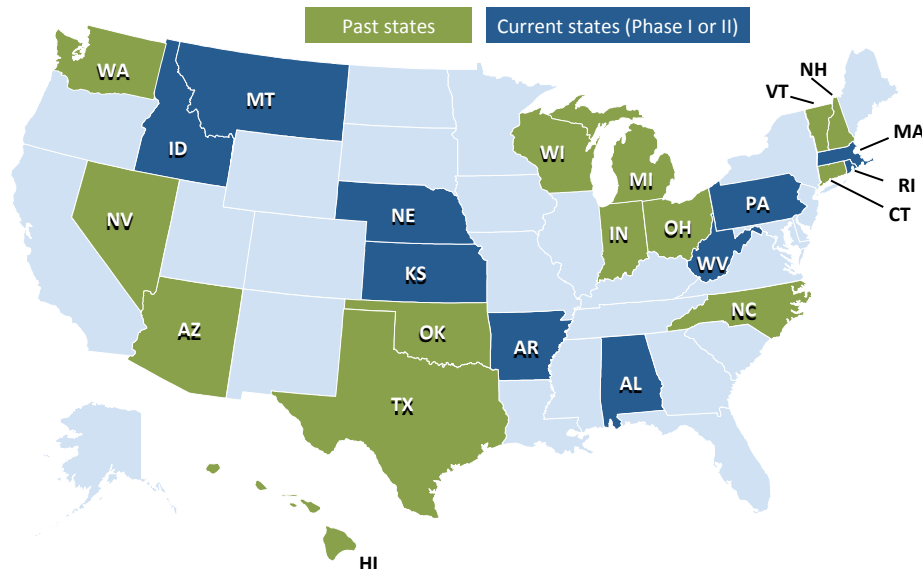 Past states
Current states (Phase I or II)
WA
MT
NH
VT
ID
WI
MA
MI
RI
NE
PA
CT
NV
IN
OH
WV
KS
NC
AZ
OK
AR
AL
TX
HI